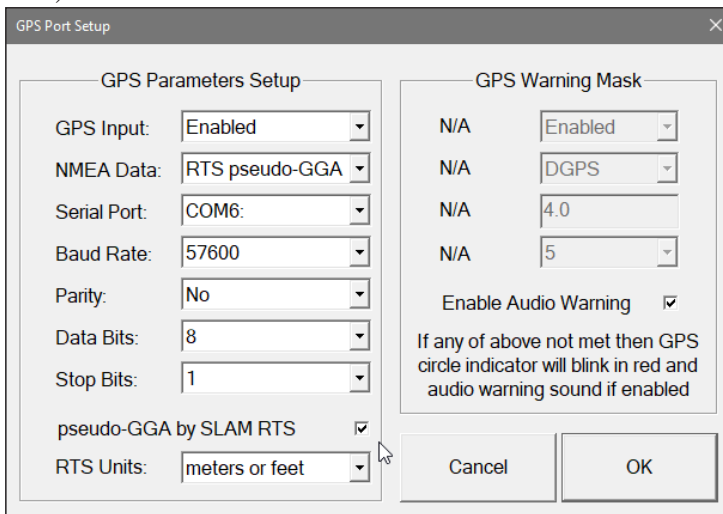 GPS Port Setup
GPS Parameters Setup
GPS Input: Enabled
NMEA Data: RTS pseudo-GGA
Serial Port: COM6:
Baud Rate: 57600
Parity: No
Data Bits: 8
Stop Bits: 1
pseudo-GGA by SLAM RTS
RTS Units: meters or feet
GPS Warning Mask
N/A Enabled
N/A DGPS
N/A 4.0
N/A 5
Enable Audio Warning
If any of above not met then GPS
circle indicator will blink in red and
audio warning sound if enabled
Cancel
OK